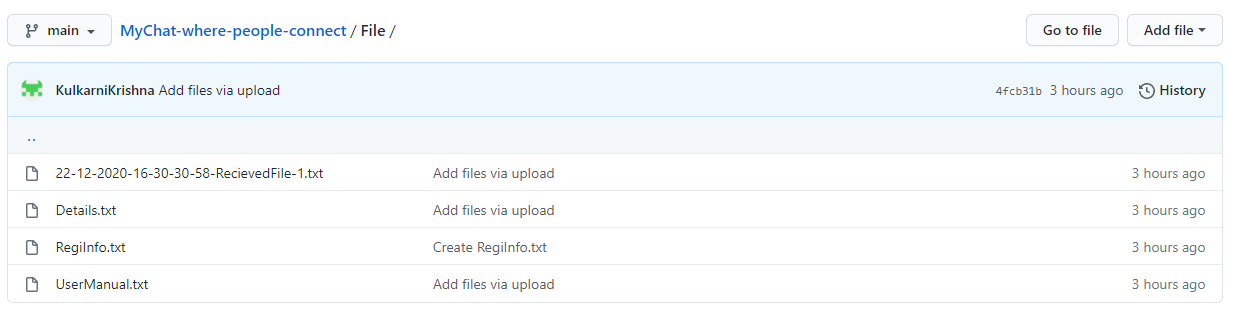 main MyChat-where-people-connect / File / Go to file Add file
KulkarniKrishna Add files via upload 4fcb31b 3 hours ago History
..
22-12-2020-16-30-30-58-RecievedFile-1.txt Add files via upload 3 hours ago
Details.txt Add files via upload 3 hours ago
RegiInfo.txt Create RegiInfo.txt 3 hours ago
UserManual.txt Add files via upload 3 hours ago